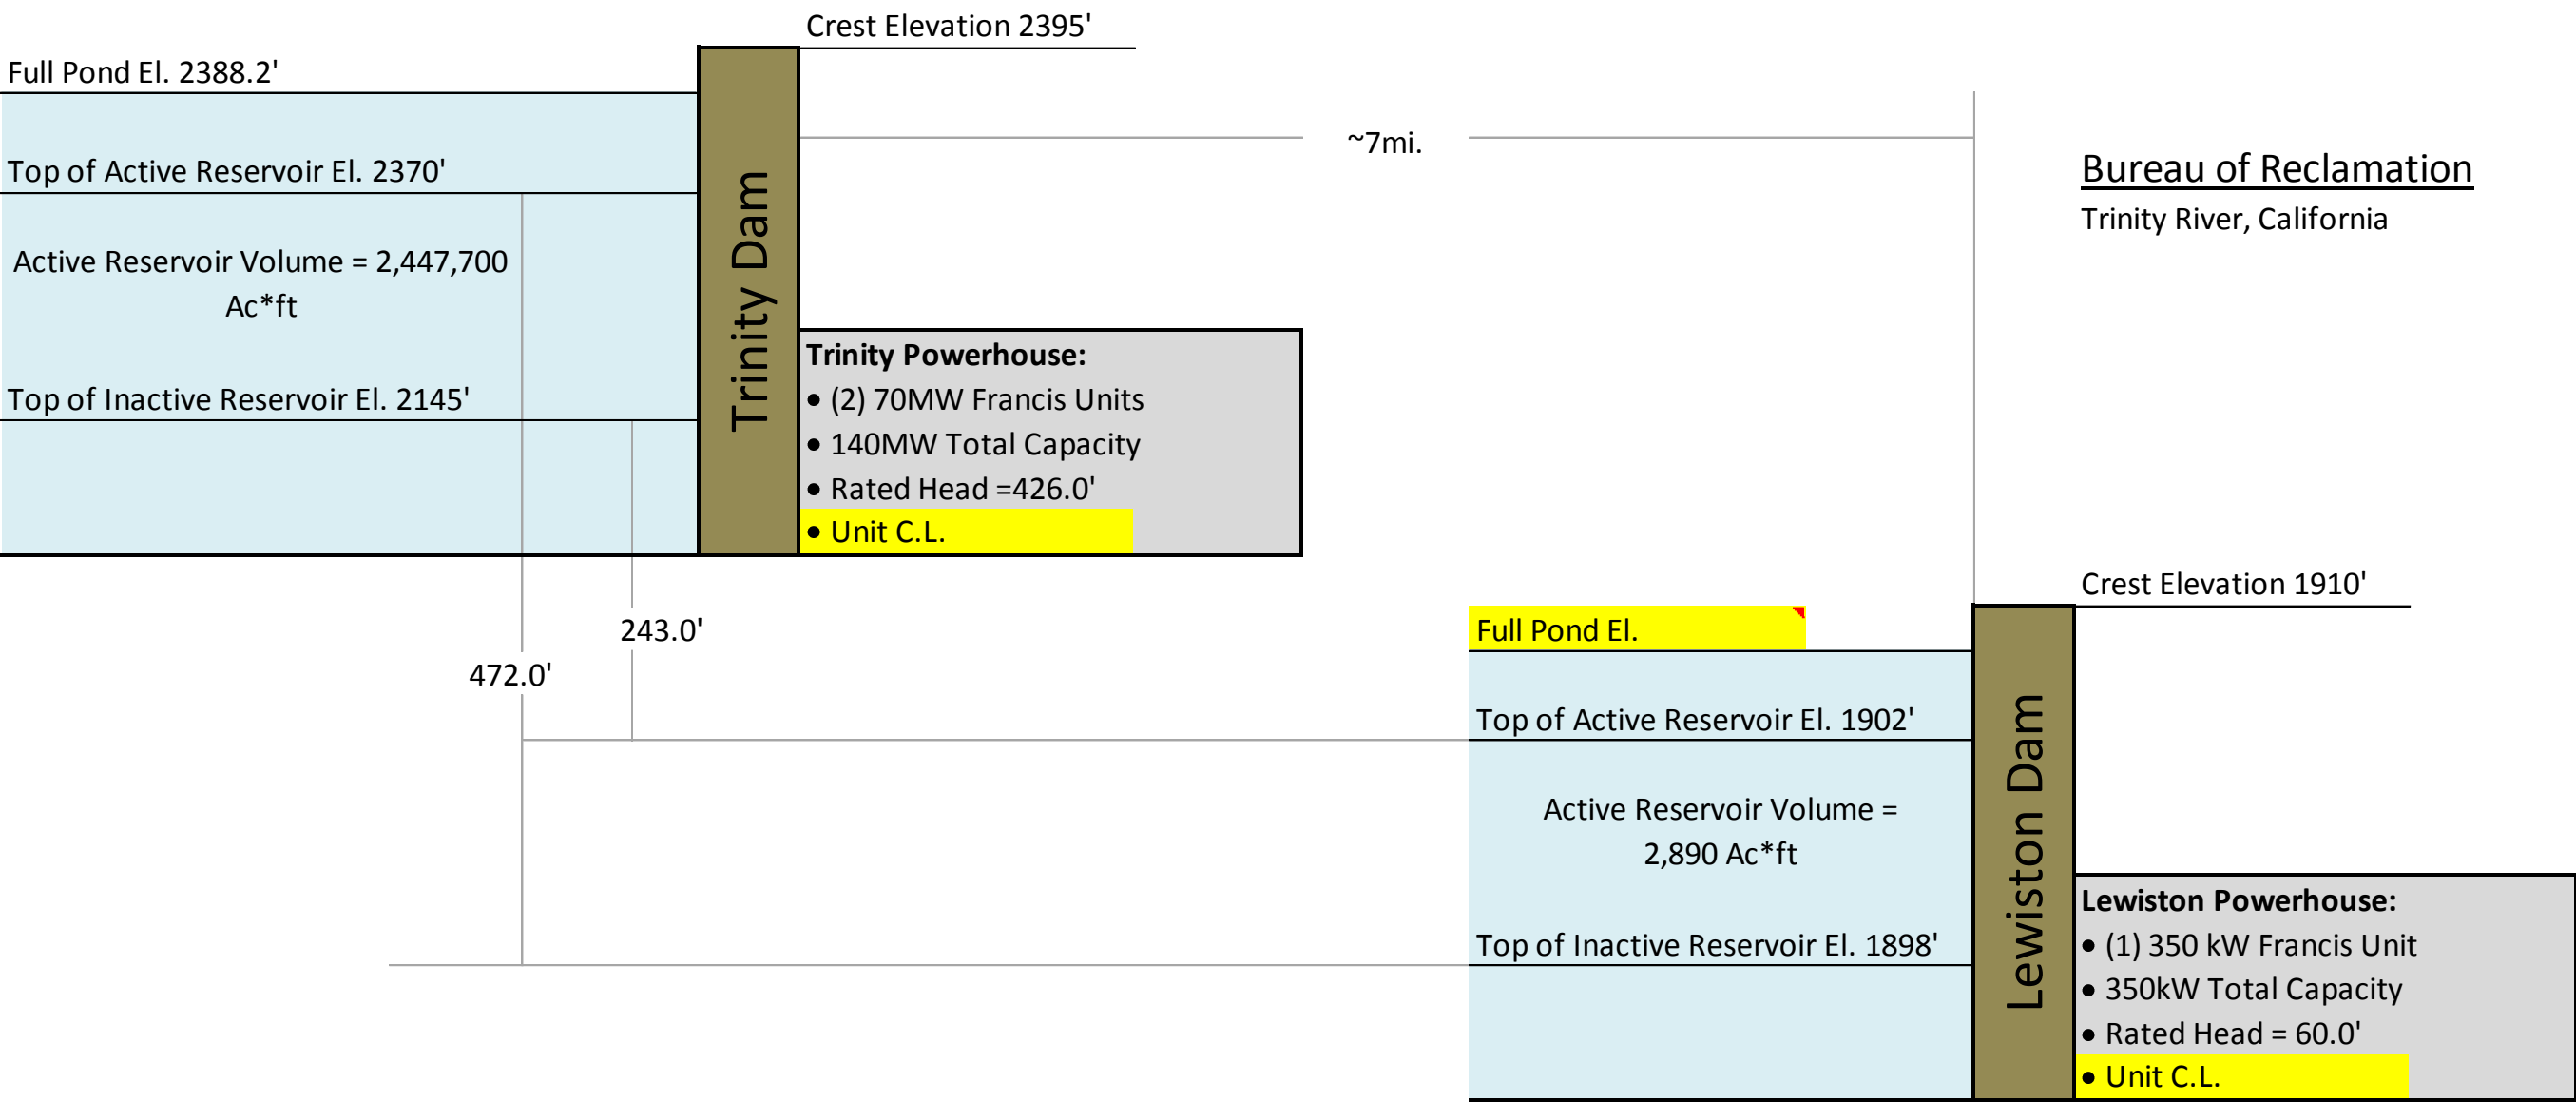 Crest Elevation 2395'
Full Pond El. 2388.2'
~7mi.
Top of Active Reservoir El. 2370'
Bureau of Reclamation
Trinity River, California
Active Reservoir Volume = 2,447,700
Ac*ft
Trinity Dam
Top of Inactive Reservoir El. 2145'
Trinity Powerhouse:
• (2) 70MW Francis Units
• 140MW Total Capacity
• Rated Head =426.0'
• Unit C.L.
243.0'
472.0'
Crest Elevation 1910'
Full Pond El.
Top of Active Reservoir El. 1902'
Active Reservoir Volume =
2,890 Ac*ft
Top of Inactive Reservoir El. 1898'
Lewiston Dam
Lewiston Powerhouse:
• (1) 350 kW Francis Unit
• 350kW Total Capacity
• Rated Head = 60.0'
• Unit C.L.